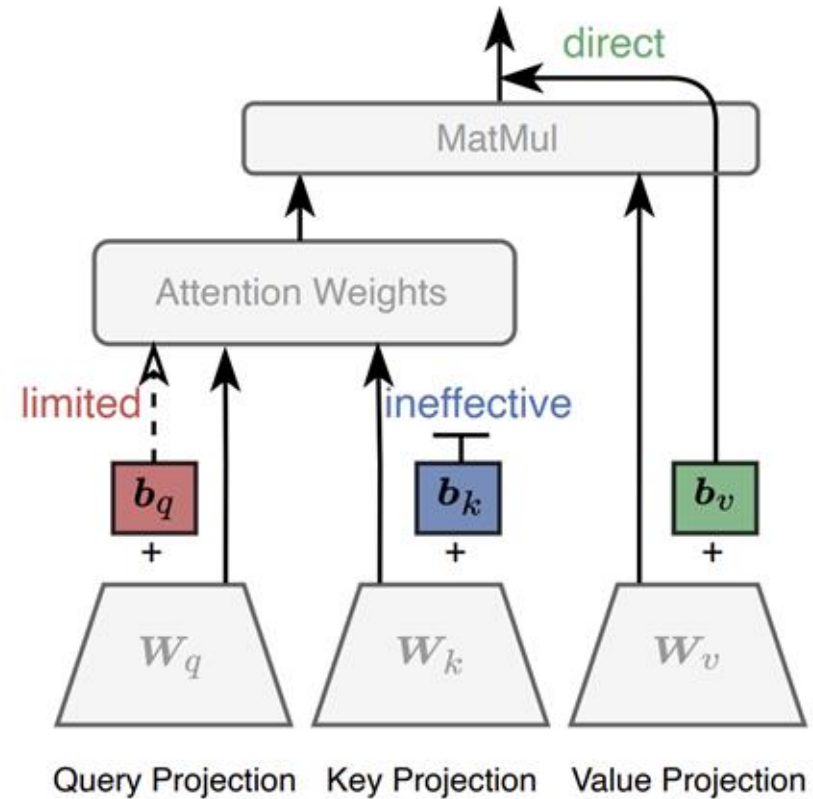 direct
MatMul
Attention Weights
limited
ineffective
b_q
b_k
b_v
+ + +
W_q
W_k
W_v
Query Projection
Key Projection
Value Projection